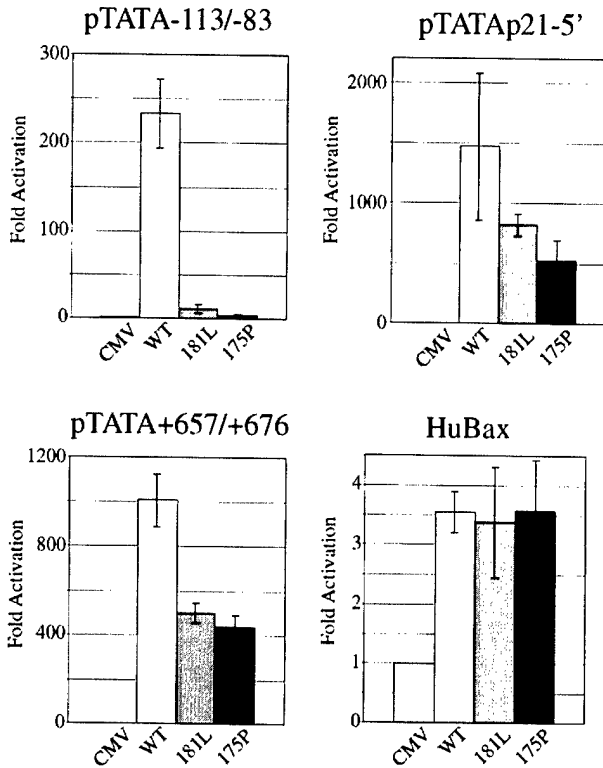 pTATA-113/-83
Fold Activation
300
200
100
0
CMV
WT
181L
175P
pTATAp21-5'
Fold Activation
2000
1000
0
CMV
WT
181L
175P
pTATA+657/+676
Fold Activation
1200
800
400
0
CMV
WT
181L
175P
HuBax
Fold Activation
4
3
2
1
0
CMV
WT
181L
175P